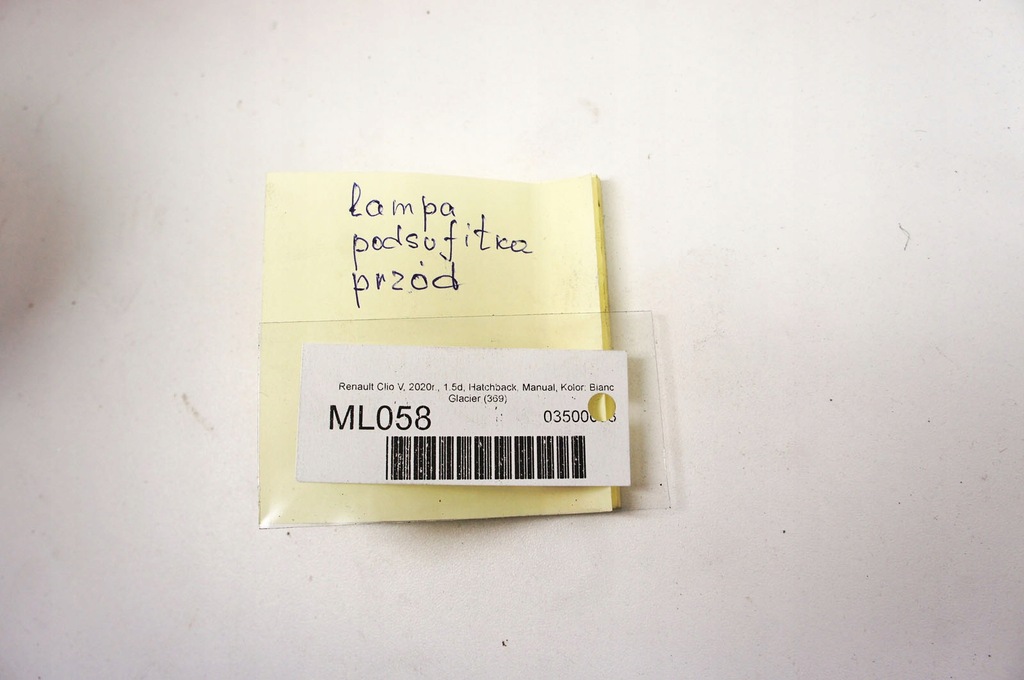 lampa
podsufitka
przód
Renault Clio V, 2020r., 1.5d, Hatchback, Manual, Kolor: Blanc
Glacier (369)
ML058